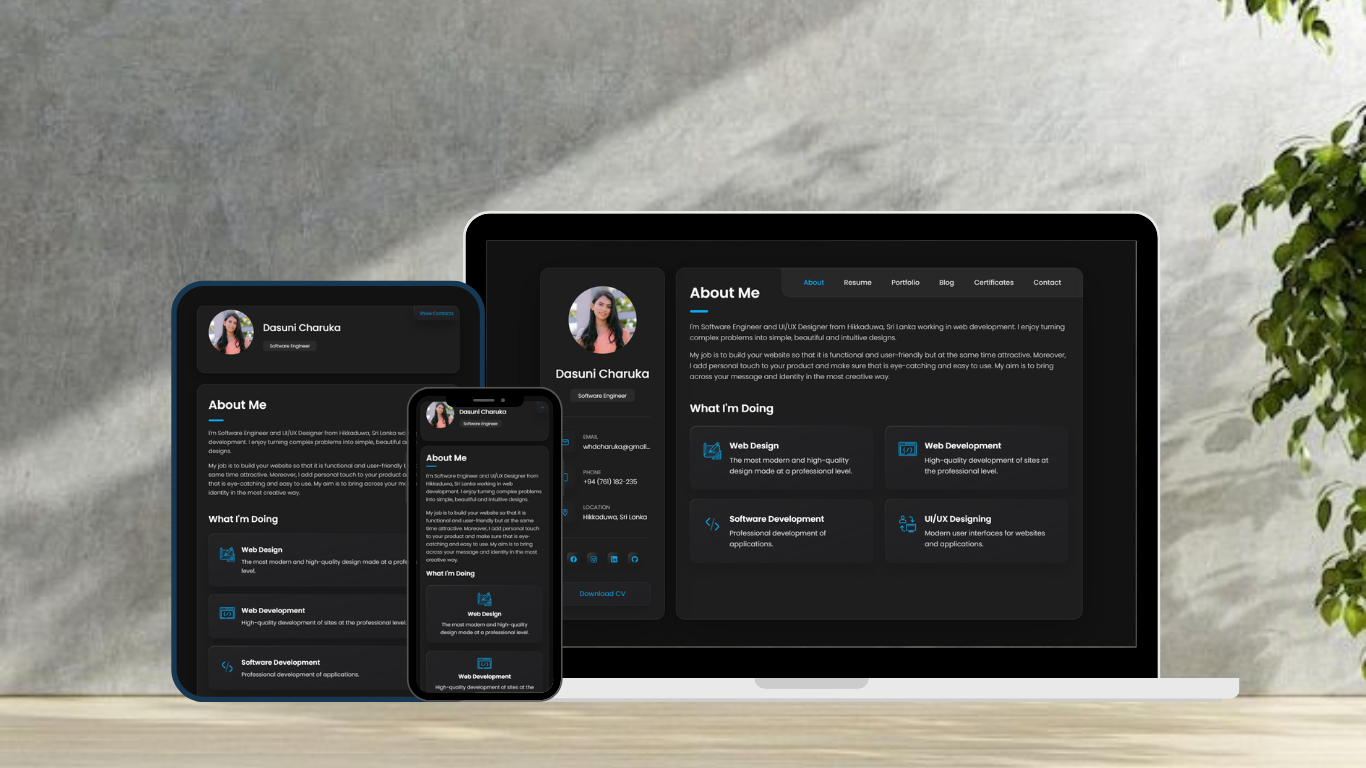 Show Contacts
Dasuni Charuka
Software Engineer
About Me
I'm Software Engineer and UI/UX Designer from Hikkaduwa, Sri Lanka
development. I enjoy turning complex problems into simple, beautiful
designs.
My job is to build your website so that it is functional and user-friendly
same time attractive. Moreover, I add personal touch to your product
that is eye-catching and easy to use. My aim is to bring across your
identity in the most creative way.
What I'm Doing
Web Design
The most modern and high-quality design made at a
level.
Web Development
High-quality development of sites at the professional level.
Software Development
Professional development of applications.
Dasuni Charuka
Software Engineer
About Me
I'm Software Engineer and UI/UX Designer from
Hikkaduwa, Sri Lanka working in web
development. I enjoy turning complex problems
into simple, beautiful and intuitive designs.
My job is to build your website so that it is
functional and user-friendly but at the same
time attractive. Moreover, I add personal touch
to your product and make sure that is eye-
catching and easy to use. My aim is to bring
across your message and identity in the most
creative way.
What I'm Doing
Web Design
The most modern and high-quality
design made at a professional level.
Web Development
High-quality development of sites at the
Dasuni Charuka
Software Engineer
EMAIL
whdcharuka@gmail...
PHONE
+94 (761) 182-235
LOCATION
Hikkaduwa, Sri Lanka
Download CV
About Resume Portfolio Blog Certificates Contact
About Me
I'm Software Engineer and UI/UX Designer from Hikkaduwa, Sri Lanka working in web development. I enjoy turning
complex problems into simple, beautiful and intuitive designs.
My job is to build your website so that it is functional and user-friendly but at the same time attractive. Moreover,
I add personal touch to your product and make sure that is eye-catching and easy to use. My aim is to bring
across your message and identity in the most creative way.
What I'm Doing
Web Design
The most modern and high-quality
design made at a professional level.
Web Development
High-quality development of sites at
the professional level.
Software Development
Professional development of
applications.
UI/UX Designing
Modern user interfaces for websites
and applications.